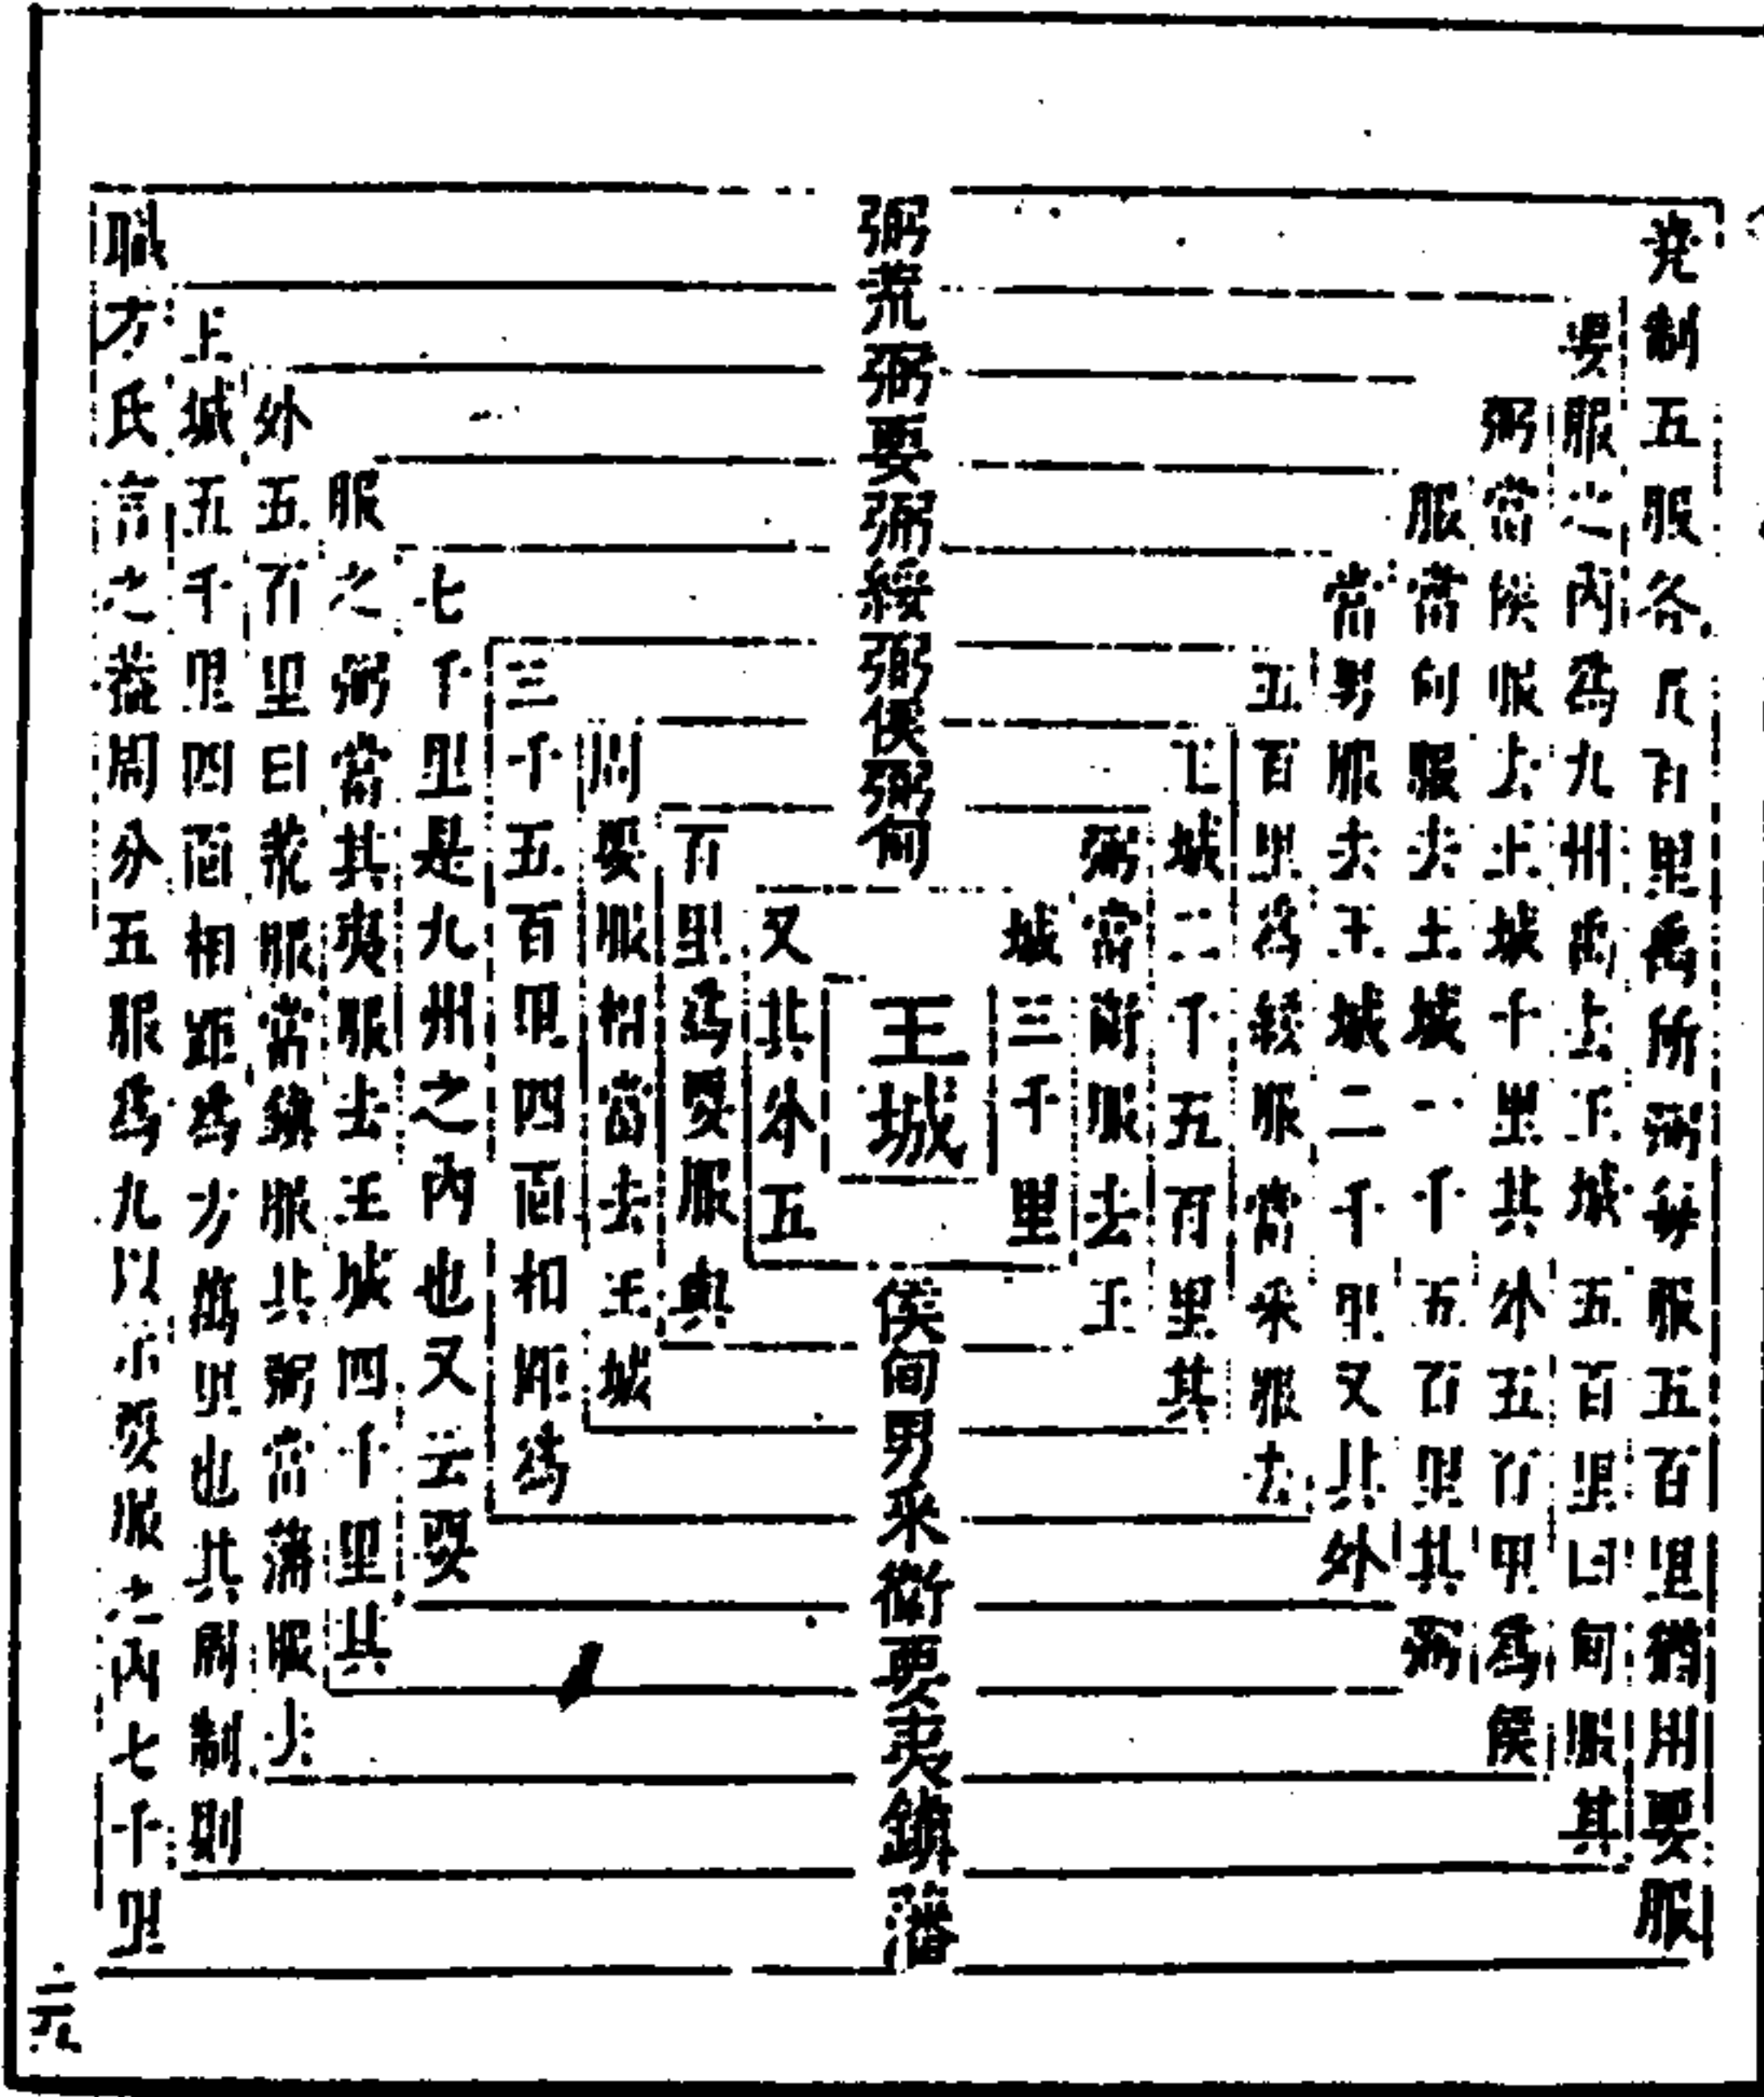 堯制五服各五百里禹所弼每服五百里猶用要服
要服之內爲九州禹去王城五百里曰甸服其
弼當侯服去王城千里其外五百里爲侯
服當甸服去王城一千五百里其弼
當男服去王城二千里又其外
五百里爲綏服當采服去
王城二千五百里其
弼當衛服去王
城三千里
弼荒弼要弼綏弼侯弼甸
王城
侯甸男采衛要夷鎮藩
又其外五
百里爲要服與
周要服相當去王城
三千五百里四面相距爲
七千里是九州之內也又云要
服之弼當其夷服去王城四千里其
外五百里曰荒服當鎮服其弼當藩服去
王城五千里四面相距爲方萬里也其周制則
職方氏言之蓋周分五服爲九以示要服之內七千里